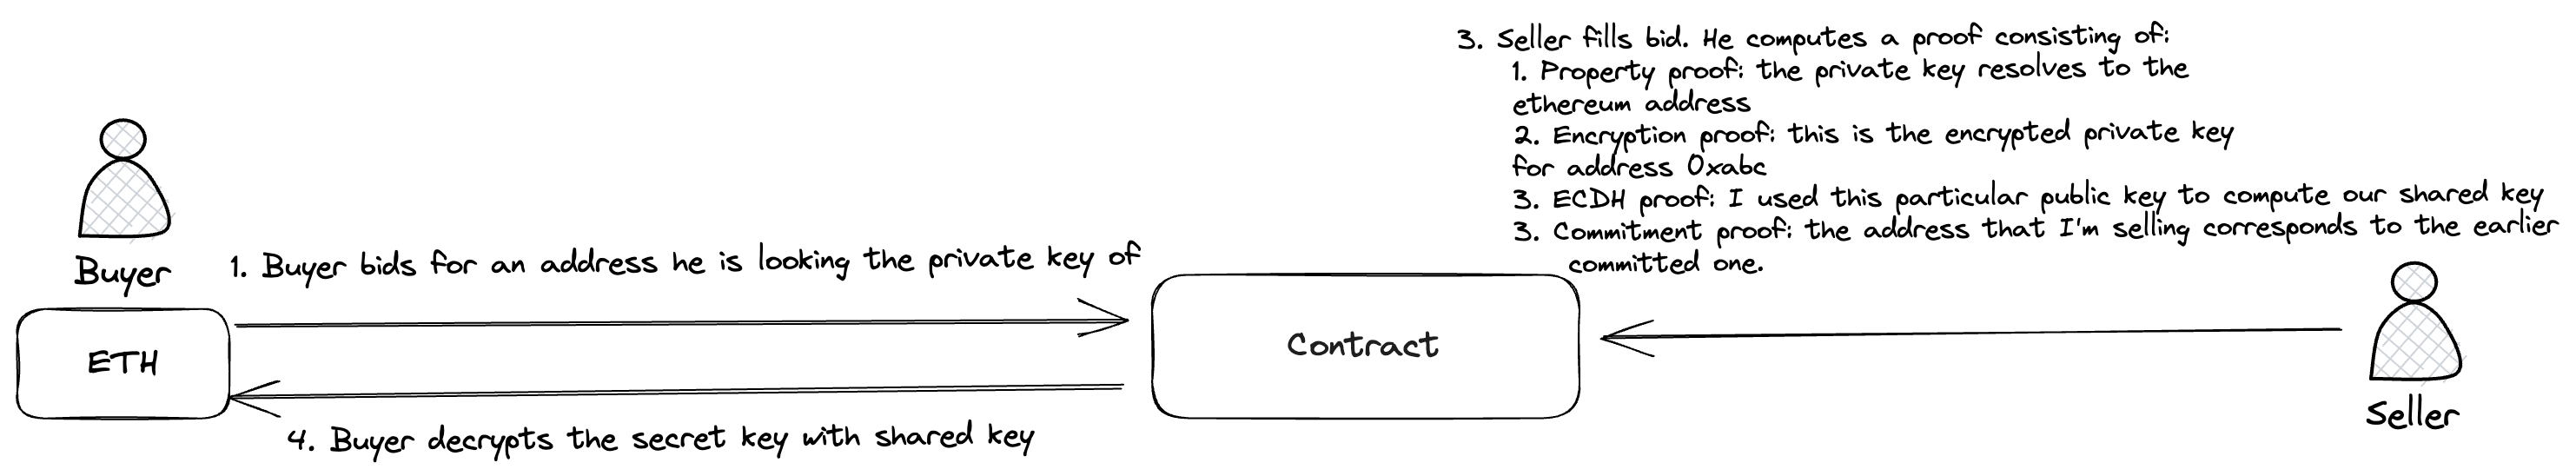 3. Seller fills bid. He computes a proof consisting of:
1. Property proof: the private key resolves to the
ethereum address
2. Encryption proof: this is the encrypted private key
for address 0xabc
3. ECDH proof: I used this particular public key to compute our shared key
3. Commitment proof: the address that I'm selling corresponds to the earlier
committed one.
Buyer
1. Buyer bids for an address he is looking the private key of
ETH
Contract
4. Buyer decrypts the secret key with shared key
Seller